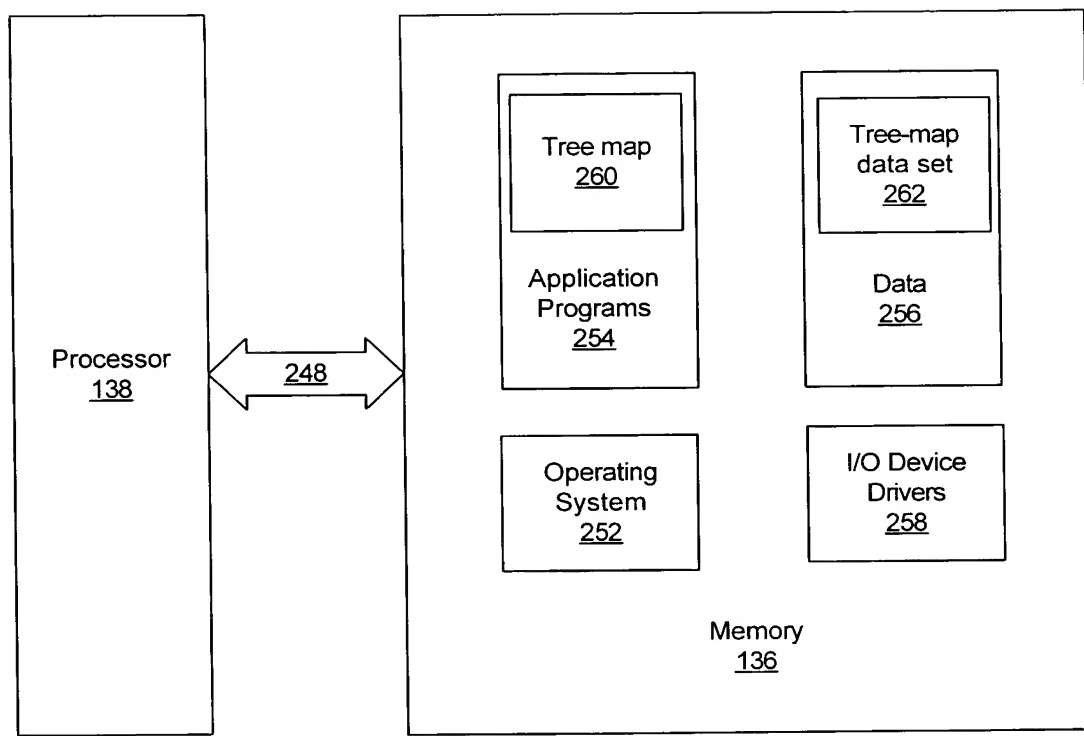 Processor
138
248
Tree map
260
Application
Programs
254
Tree-map
data set
262
Data
256
Operating
System
252
I/O Device
Drivers
258
Memory
136